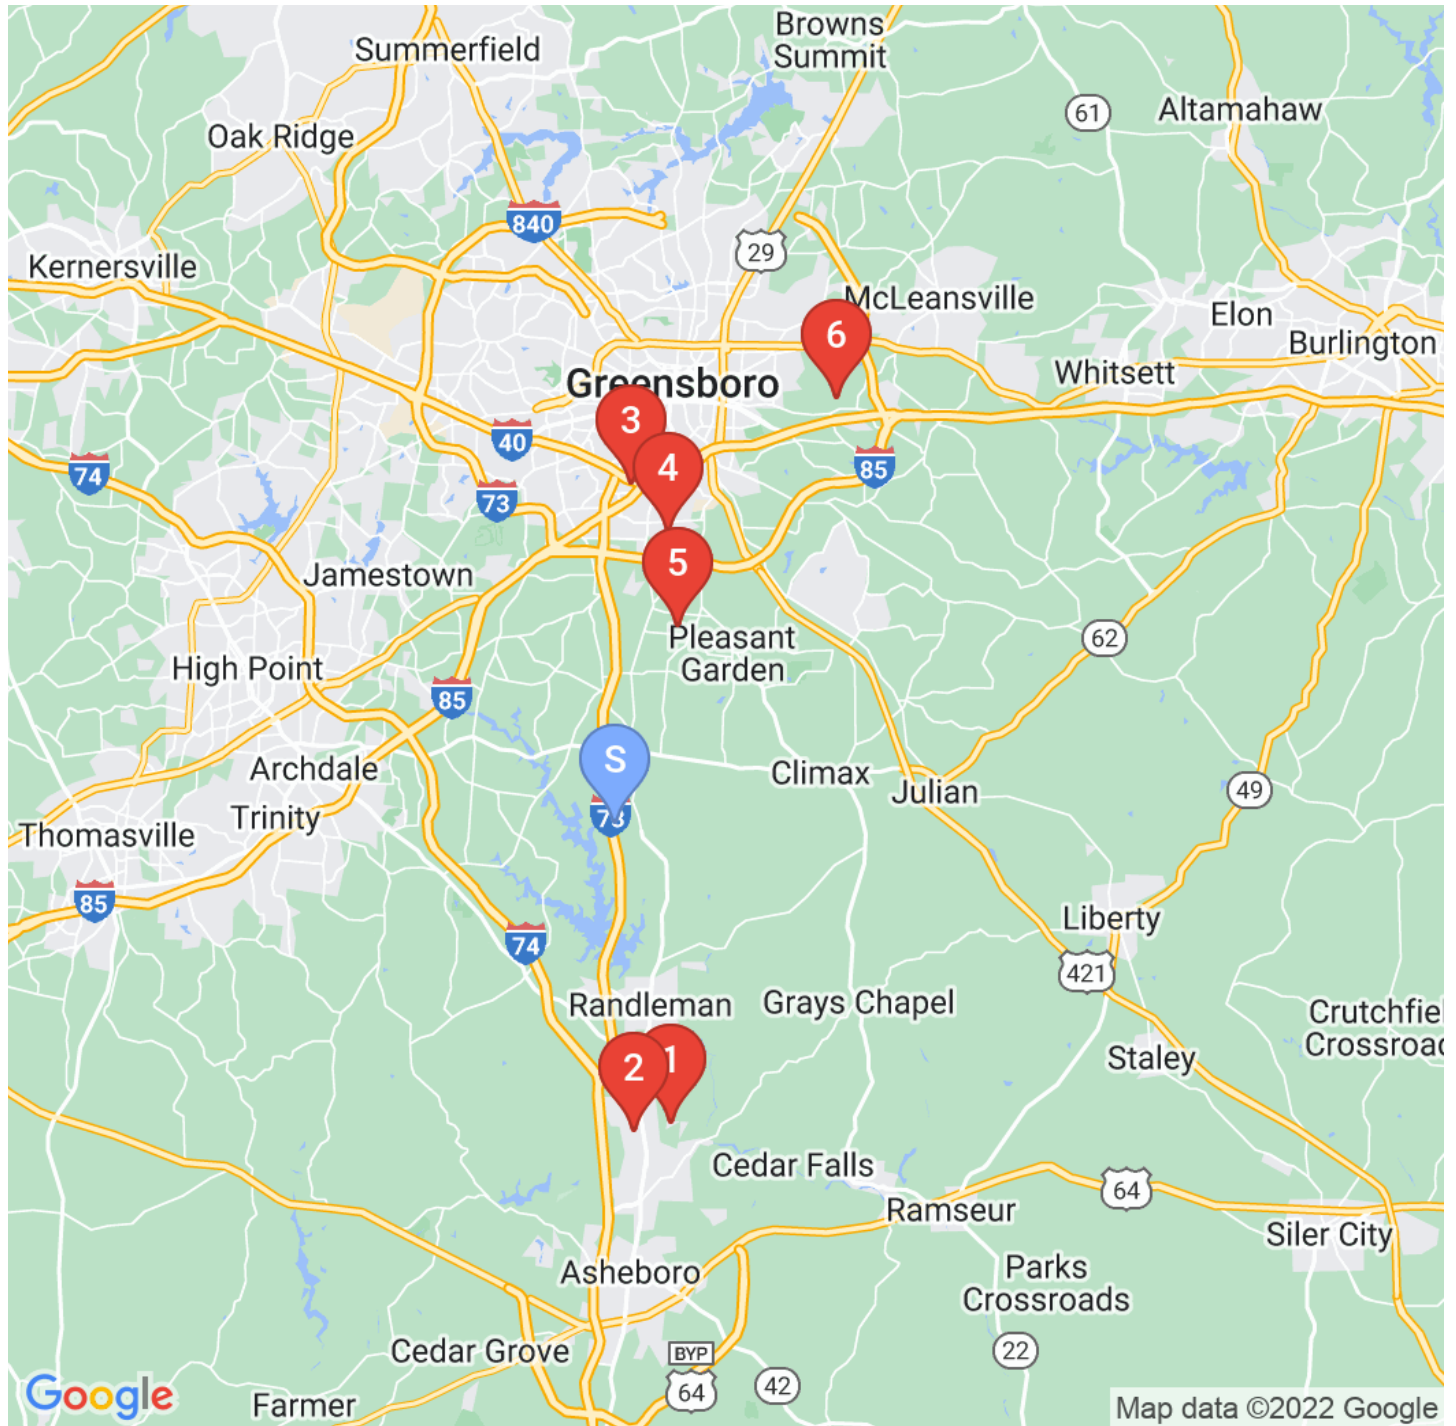 Browns
Summit
Summerfield
61
Altamahaw
Oak Ridge
840
29
Kernersville
McLeansville
Elon
6
Burlington
Whitsett
Greensboro
3
40
4
74
85
73
5
Jamestown
Pleasant
Garden
62
High Point
85
S
Archdale
Climax
Julian
49
Trinity
73
Thomasville
85
Liberty
74
421
Randleman
Grays Chapel
Crutchfiel
Crossroad
Staley
2
1
Cedar Falls
64
Ramseur
Siler City
Asheboro
Parks
Crossroads
Cedar Grove
BYP
64
22
42
Farmer
Google
Map data ©2022 Google